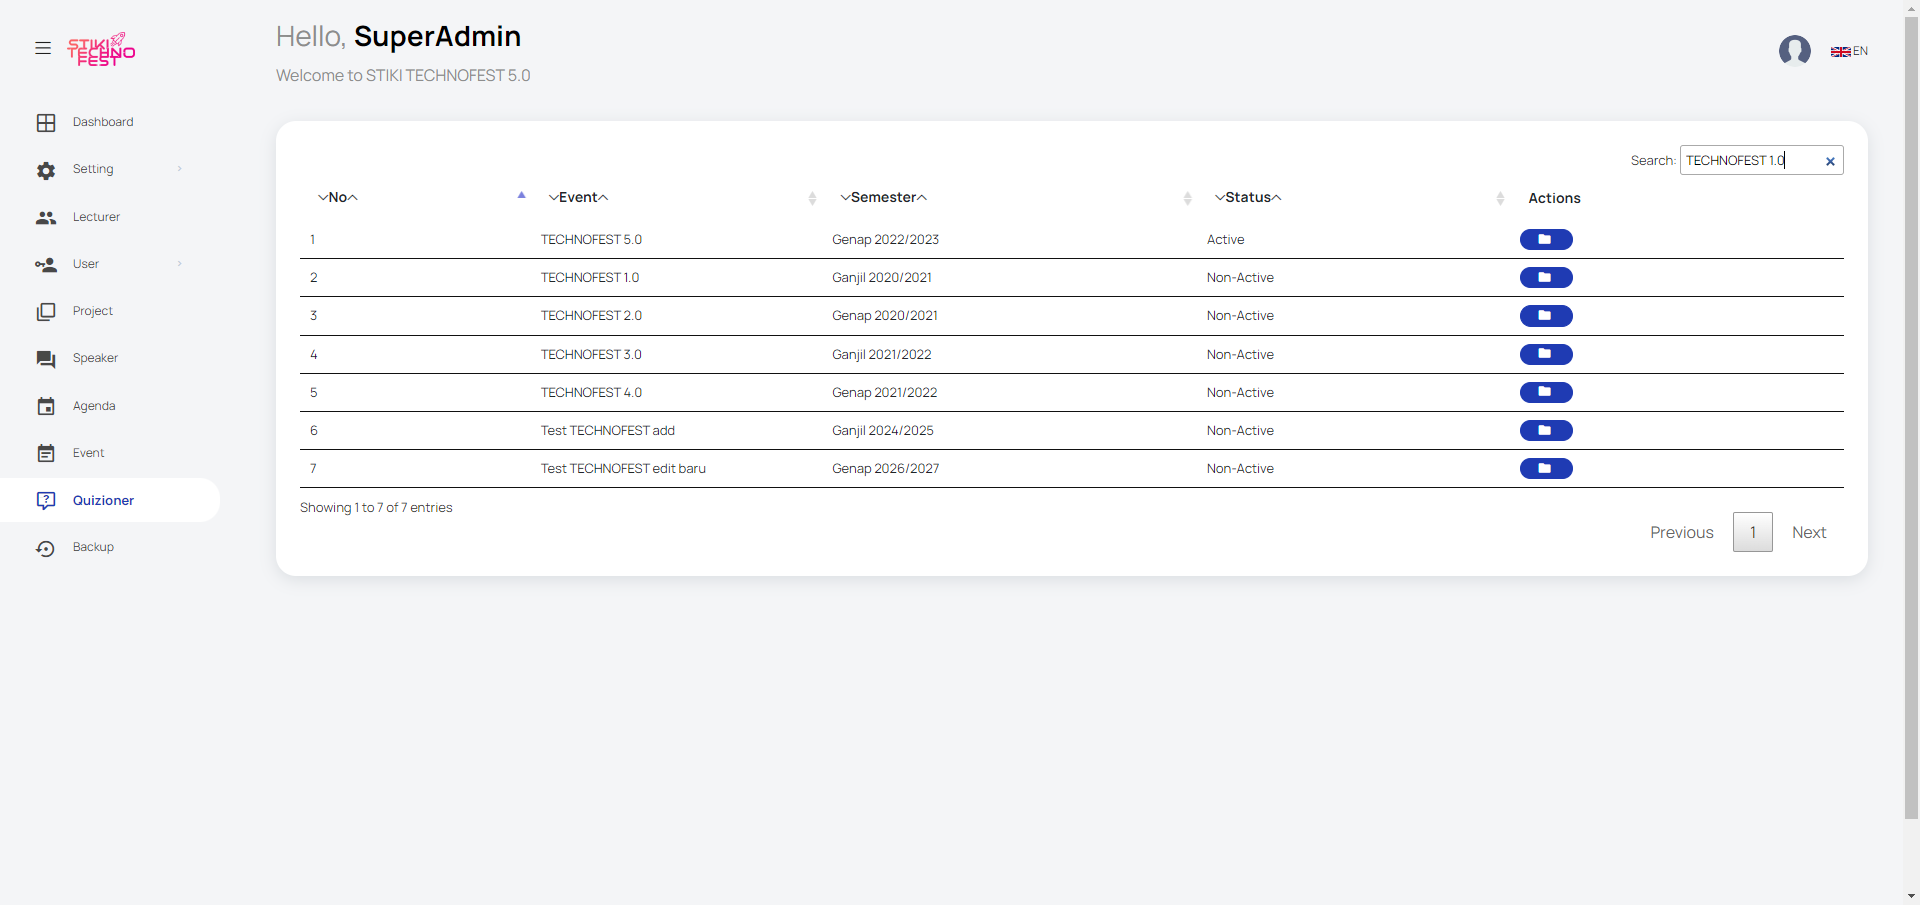 Hello, SuperAdmin
Welcome to STIKI TECHNOFEST 5.0
EN
STIKI
TECHNO
FEST
Dashboard
Setting
Lecturer
User
Project
Speaker
Agenda
Event
Quizioner
Backup
Search: TECHNOFEST 1.0
No Event Semester Status Actions
1 TECHNOFEST 5.0 Genap 2022/2023 Active
2 TECHNOFEST 1.0 Ganjil 2020/2021 Non-Active
3 TECHNOFEST 2.0 Genap 2020/2021 Non-Active
4 TECHNOFEST 3.0 Ganjil 2021/2022 Non-Active
5 TECHNOFEST 4.0 Genap 2021/2022 Non-Active
6 Test TECHNOFEST add Ganjil 2024/2025 Non-Active
7 Test TECHNOFEST edit baru Genap 2026/2027 Non-Active
Showing 1 to 7 of 7 entries
Previous 1 Next